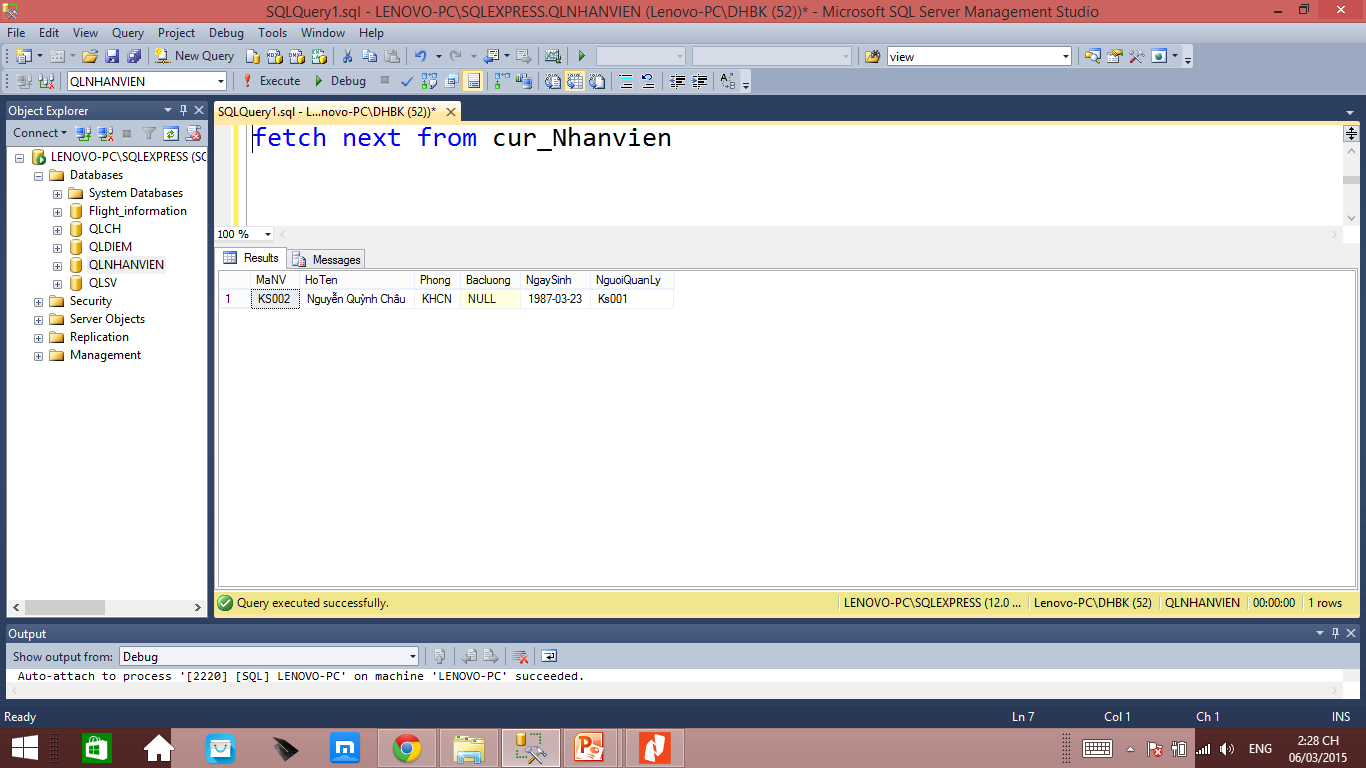 SQLQuery1.sql - LENOVO-PC\SQLEXPRESS.QLNHANVIEN (Lenovo-PC\DHBK (52))* - Microsoft SQL Server Management Studio
File Edit View Query Project Debug Tools Window Help
New Query view
QLNHANVIEN Execute Debug
Object Explorer
Connect
LENOVO-PC\SQLEXPRESS (SC
Databases
System Databases
Flight_information
QLCH
QLDIEM
QLNHANVIEN
QLSV
Security
Server Objects
Replication
Management
SQLQuery1.sql - L...novo-PC\DHBK (52))*
fetch next from cur_Nhanvien
100 %
Results Messages
MaNV HoTen Phong Bacluong NgaySinh NguoiQuanLy
1 KS002 Nguyễn Quỳnh Châu KHCN NULL 1987-03-23 Ks001
Query executed successfully. LENOVO-PC\SQLEXPRESS (12.0 ... Lenovo-PC\DHBK (52) QLNHANVIEN 00:00:00 1 rows
Output
Show output from: Debug
Auto-attach to process '[2220] [SQL] LENOVO-PC' on machine 'LENOVO-PC' succeeded.
Ready Ln 7 Col 1 Ch 1 INS
ENG 2:28 CH
06/03/2015